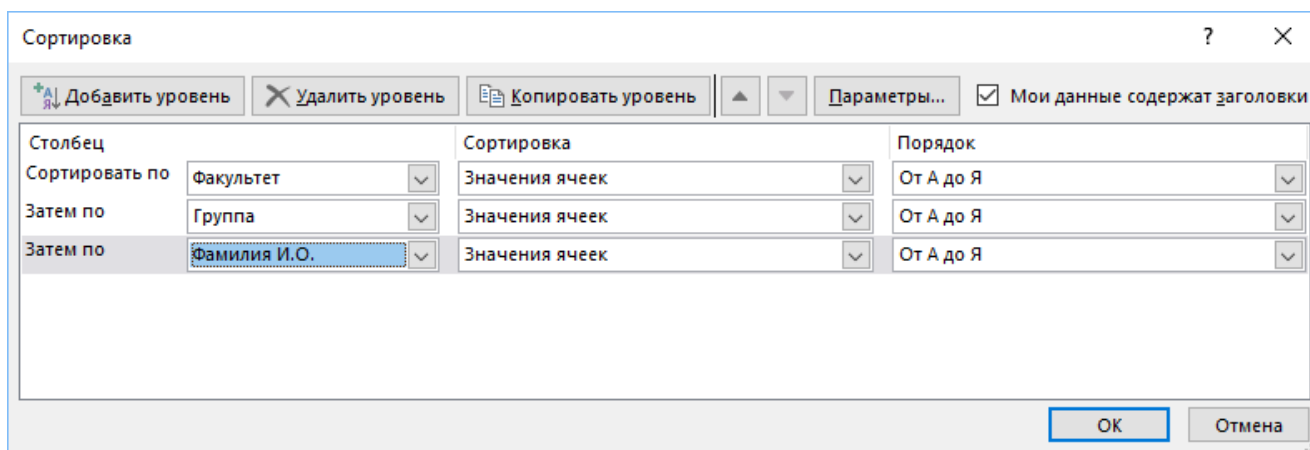 Сортировка ?
Добавить уровень Удалить уровень Копировать уровень Параметры... Мои данные содержат заголовки
Столбец Сортировка Порядок
Сортировать по Факультет Значения ячеек От А до Я
Затем по Группа Значения ячеек От А до Я
Затем по Фамилия И.О. Значения ячеек От А до Я
ОК Отмена